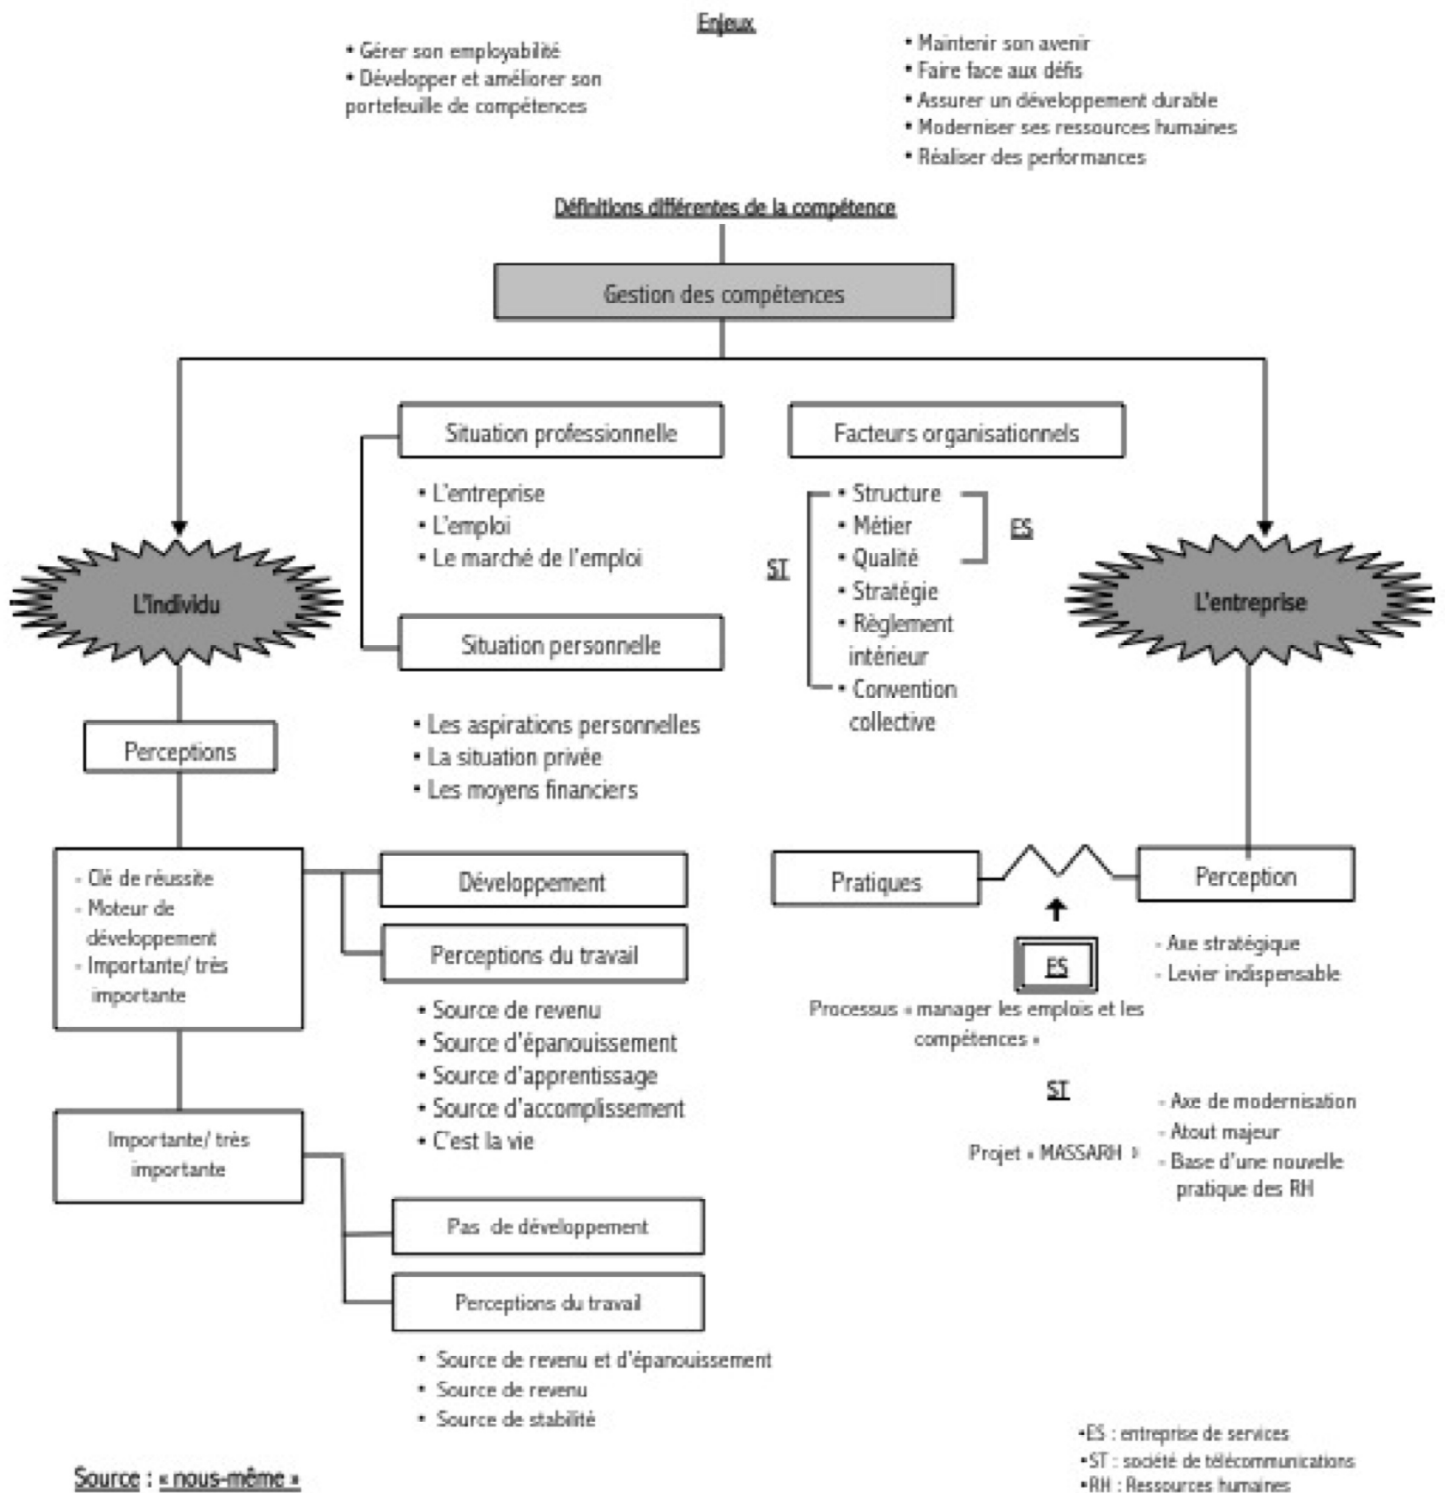 Enjeux
• Gérer son employabilité
• Développer et améliorer son
portefeuille de compétences
• Maintenir son avenir
• Faire face aux défis
• Assurer un développement durable
• Moderniser ses ressources humaines
• Réaliser des performances
Définitions différentes de la compétence
Gestion des compétences
Situation professionnelle
• L'entreprise
• L'emploi
• Le marché de l'emploi
Facteurs organisationnels
• Structure
• Métier
• Qualité
• Stratégie
• Règlement
intérieur
• Convention
collective
ES
ST
L'individu
L'entreprise
Situation personnelle
• Les aspirations personnelles
• La situation privée
• Les moyens financiers
Perceptions
- Clé de réussite
- Moteur de
développement
- Importante/ très
importante
Développement
Perceptions du travail
• Source de revenu
• Source d'épanouissement
• Source d'apprentissage
• Source d'accomplissement
• C'est la vie
Pratiques
Perception
ES
- Axe stratégique
- Levier indispensable
Processus « manager les emplois et les
compétences «
ST
Projet « MASSARH »
- Axe de modernisation
- Atout majeur
- Base d'une nouvelle
pratique des RH
Importante/ très
importante
Pas de développement
Perceptions du travail
• Source de revenu et d'épanouissement
• Source de revenu
• Source de stabilité
•ES : entreprise de services
•ST : société de télécommunications
•RH : Ressources humaines
Source : « nous-même »